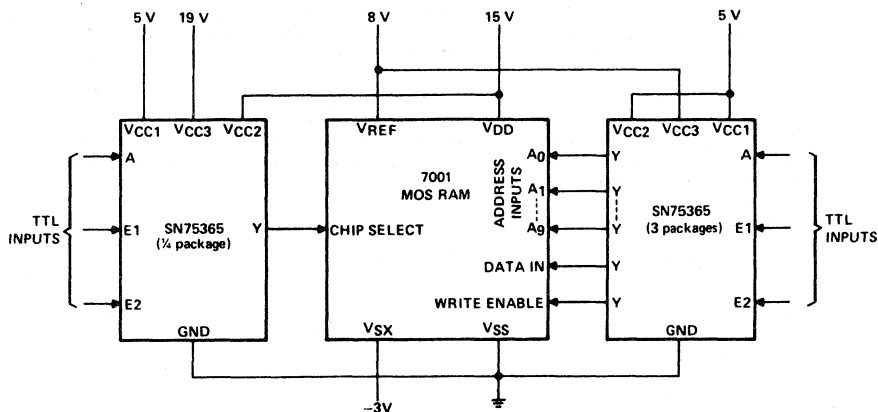 5 V 19 V 8 V 15 V 5 V
VCC1 VCC3 VCC2 VREF VDD VCC2 VCC3 VCC1
A 7001 A0 Y A
MOS RAM
ADDRESS INPUTS
A1 Y
TTL INPUTS E1 SN75365 (¼ package) Y CHIP SELECT A9 Y SN75365 (3 packages) E1 TTL INPUTS
DATA IN Y
E2 WRITE ENABLE Y E2
GND VSX VSS GND
−3V